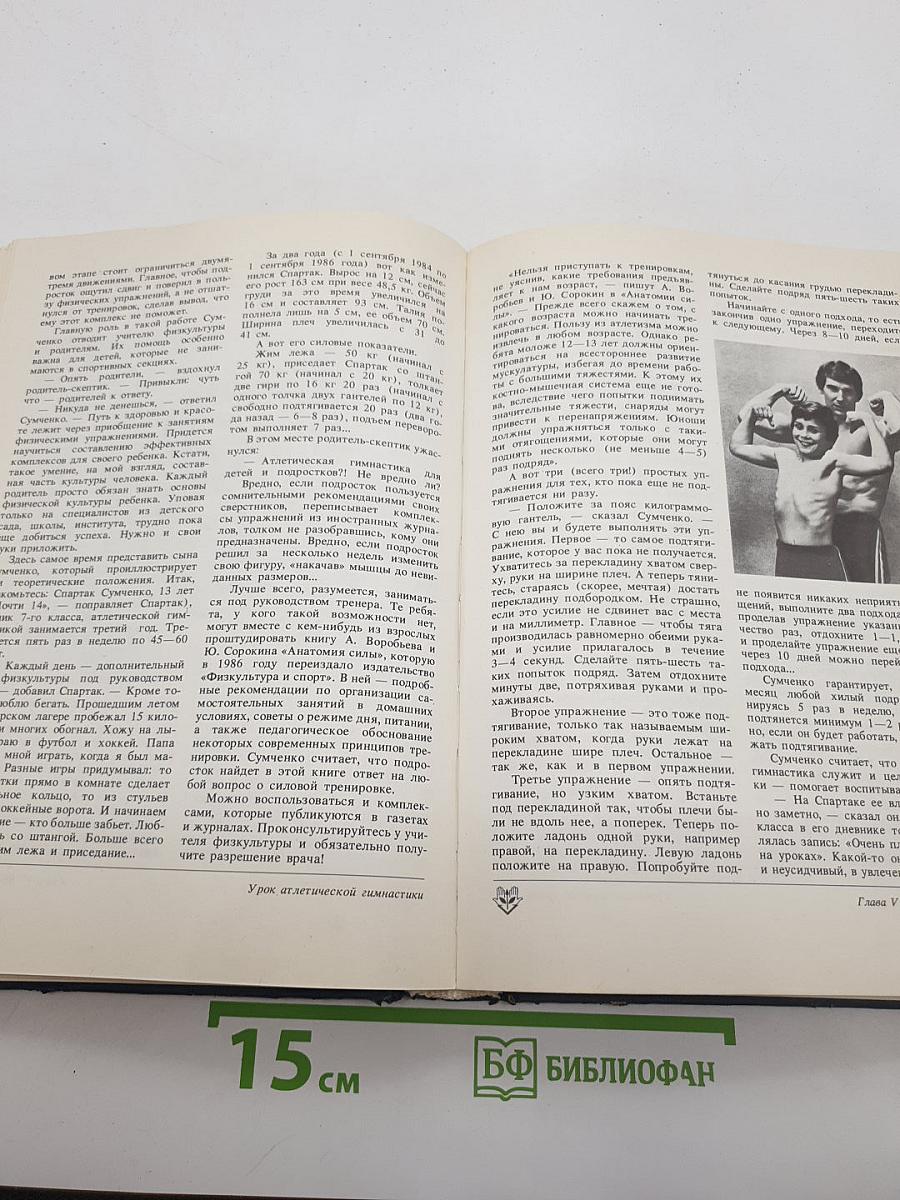 вом этапе стоит ограничиться двумя-
тремя движениями. Главное, чтобы под-
росток ощутил сдвиг и поверил в поль-
зу физических упражнений, а не отшат-
нулся от тренировок, сделав вывод, что
ему этот комплекс не поможет.
Главную роль в такой работе Сум-
ченко отводит учителю физкультуры
и родителям. Их помощь особенно
важна для детей, которые не зани-
маются в спортивных секциях.
— Опять родители, — вздохнул
родитель-скептик. — Привыкли: чуть
что — родителей к ответу.
— Никуда не денешься, — ответил
Сумченко. — Путь к здоровью и красо-
те лежит через приобщение к занятиям
физическими упражнениями. Придется
научиться составлению эффективных
комплексов для своего ребенка. Кстати,
такое умение, на мой взгляд, состав-
ная часть культуры человека. Каждый
родитель просто обязан знать основы
физической культуры ребенка. Уповая
только на специалистов из детского
сада, школы, института, трудно пока
еще добиться успеха. Нужно и свои
руки приложить.
Здесь самое время представить сына
Сумченко, который проиллюстрирует
и теоретические положения. Итак,
комьтесь: Спартак Сумченко, 13 лет
Почти 14», — поправляет Спартак),
ник 7-го класса, атлетической гим-
икой занимается третий год. Тре-
ется пять раз в неделю по 45—60
т.
Каждый день — дополнительный
физкультуры под руководством
— добавил Спартак. — Кроме то-
юблю бегать. Прошедшим летом
рском лагере пробежал 15 кило-
и многих обогнал. Хожу на лы-
раю в футбол и хоккей. Папа
мной играть, когда я был ма-
Разные игры придумывал: то
тки прямо в комнате сделает
ьное кольцо, то из стульев
оккейные ворота. И начинаем
ие — кто больше забьет. Люб-
ь со штангой. Больше всего
им лежа и приседание...
За два года (с 1 сентября 1984 по
1 сентября 1986 года) вот как изме-
нился Спартак. Вырос на 12 см, сейчас
его рост 163 см при весе 48,5 кг. Объем
груди за это время увеличился на
16 см и составляет 93 см. Талия по-
полнела лишь на 5 см, ее объем 70 см.
Ширина плеч увеличилась с 31 до
41 см.
А вот его силовые показатели.
Жим лежа — 50 кг (начинал с
25 кг), приседает Спартак со штан-
гой 70 кг (начинал с 20 кг), толкает
две гири по 16 кг 20 раз (начинал с
одного толчка двух гантелей по 12 кг),
свободно подтягивается 20 раз (два го-
да назад — 6—8 раз), подъем переворо-
том выполняет 7 раз...
В этом месте родитель-скептик ужас-
нулся:
— Атлетическая гимнастика для
детей и подростков?! Не вредно ли?
Вредно, если подросток пользуется
сомнительными рекомендациями своих
сверстников, переписывает комплек-
сы упражнений из иностранных журна-
лов, толком не разобравшись, кому они
предназначены. Вредно, если подросток
решил за несколько недель изменить
свою фигуру, «накачав» мышцы до неви-
данных размеров...
Лучше всего, разумеется, занимать-
ся под руководством тренера. Те ребя-
та, у кого такой возможности нет,
могут вместе с кем-нибудь из взрослых
проштудировать книгу А. Воробьева и
Ю. Сорокина «Анатомия силы», которую
в 1986 году переиздало издательство
«Физкультура и спорт». В ней — подроб-
ные рекомендации по организации са-
мостоятельных занятий в домашних
условиях, советы о режиме дня, питании,
а также педагогическое обоснование
некоторых современных принципов тре-
нировки. Сумченко считает, что подро-
сток найдет в этой книге ответ на лю-
бой вопрос о силовой тренировке.
Можно воспользоваться и комплек-
сами, которые публикуются в газетах
и журналах. Проконсультируйтесь у учи-
теля физкультуры и обязательно полу-
чите разрешение врача!
Урок атлетической гимнастики
«Нельзя приступать к тренировкам,
не уяснив, какие требования предъяв-
ляет к нам возраст, — пишут А. Во-
робьев и Ю. Сорокин в «Анатомии си-
лы». — Прежде всего скажем о том, с
какого возраста можно начинать тре-
нироваться. Пользу из атлетизма можно
извлечь в любом возрасте. Однако ре-
бята моложе 12—13 лет должны ориен-
тироваться на всестороннее развитие
мускулатуры, избегая до времени рабо-
ты с большими тяжестями. К этому их
костно-мышечная система еще не гото-
ва, вследствие чего попытки поднимать
значительные тяжести, снаряды могут
привести к перенапряжениям. Юноши
должны упражняться только с таки-
ми отягощениями, которые они могут
поднять несколько (не меньше 4—5)
раз подряд».
А вот три (всего три!) простых уп-
ражнения для тех, кто пока еще не под-
тягивается ни разу.
— Положите за пояс килограммо-
вую гантель, — сказал Сумченко. —
С нею вы и будете выполнять эти уп-
ражнения. Первое — то самое подтяги-
вание, которое у вас пока не получается.
Ухватитесь за перекладину хватом свер-
ху, руки на ширине плеч. А теперь тяни-
тесь, стараясь (скорее, мечтая) достать
перекладину подбородком. Не страшно,
если это усилие не сдвинет вас с места
и на миллиметр. Главное — чтобы тяга
производилась равномерно обеими рука-
ми и усилие прилагалось в течение
3—4 секунд. Сделайте пять-шесть та-
ких попыток подряд. Затем отдохните
минуты две, потряхивая руками и про-
хаживаясь.
Второе упражнение — это тоже под-
тягивание, только так называемым ши-
роким хватом, когда руки лежат на
перекладине шире плеч. Остальное —
так же, как и в первом упражнении.
Третье упражнение — опять подтя-
гивание, но узким хватом. Встаньте
под перекладиной так, чтобы плечи бы-
ли не вдоль нее, а поперек. Теперь по-
ложите ладонь одной руки, например
правой, на перекладину. Левую ладонь
положите на правую. Попробуйте под-
тянуться до касания грудью переклади-
ны. Сделайте подряд пять-шесть таких
попыток.
Начинайте с одного подхода, то есть
закончив одно упражнение, переходит
к следующему. Через 8—10 дней, если
не появится никаких неприятн
щений, выполните два подхода
проделав упражнение указанн
чество раз, отдохните 1—1,
и проделайте упражнение еще
через 10 дней можно перей
подхода...
Сумченко гарантирует,
месяц любой хилый подр
нируясь 5 раз в неделю,
подтянется минимум 1—2 р
но, если он будет работать,
жать подтягивание.
Сумченко считает, что
гимнастика служит и цел
ки — помогает воспитыва
— На Спартаке ее вл
но заметно, — сказал он
класса в его дневнике то
лялась запись: «Очень пл
на уроках». Какой-то он
и неусидчивый, в увлечен
Глава V
15 см
БФ БИБЛИОФАН